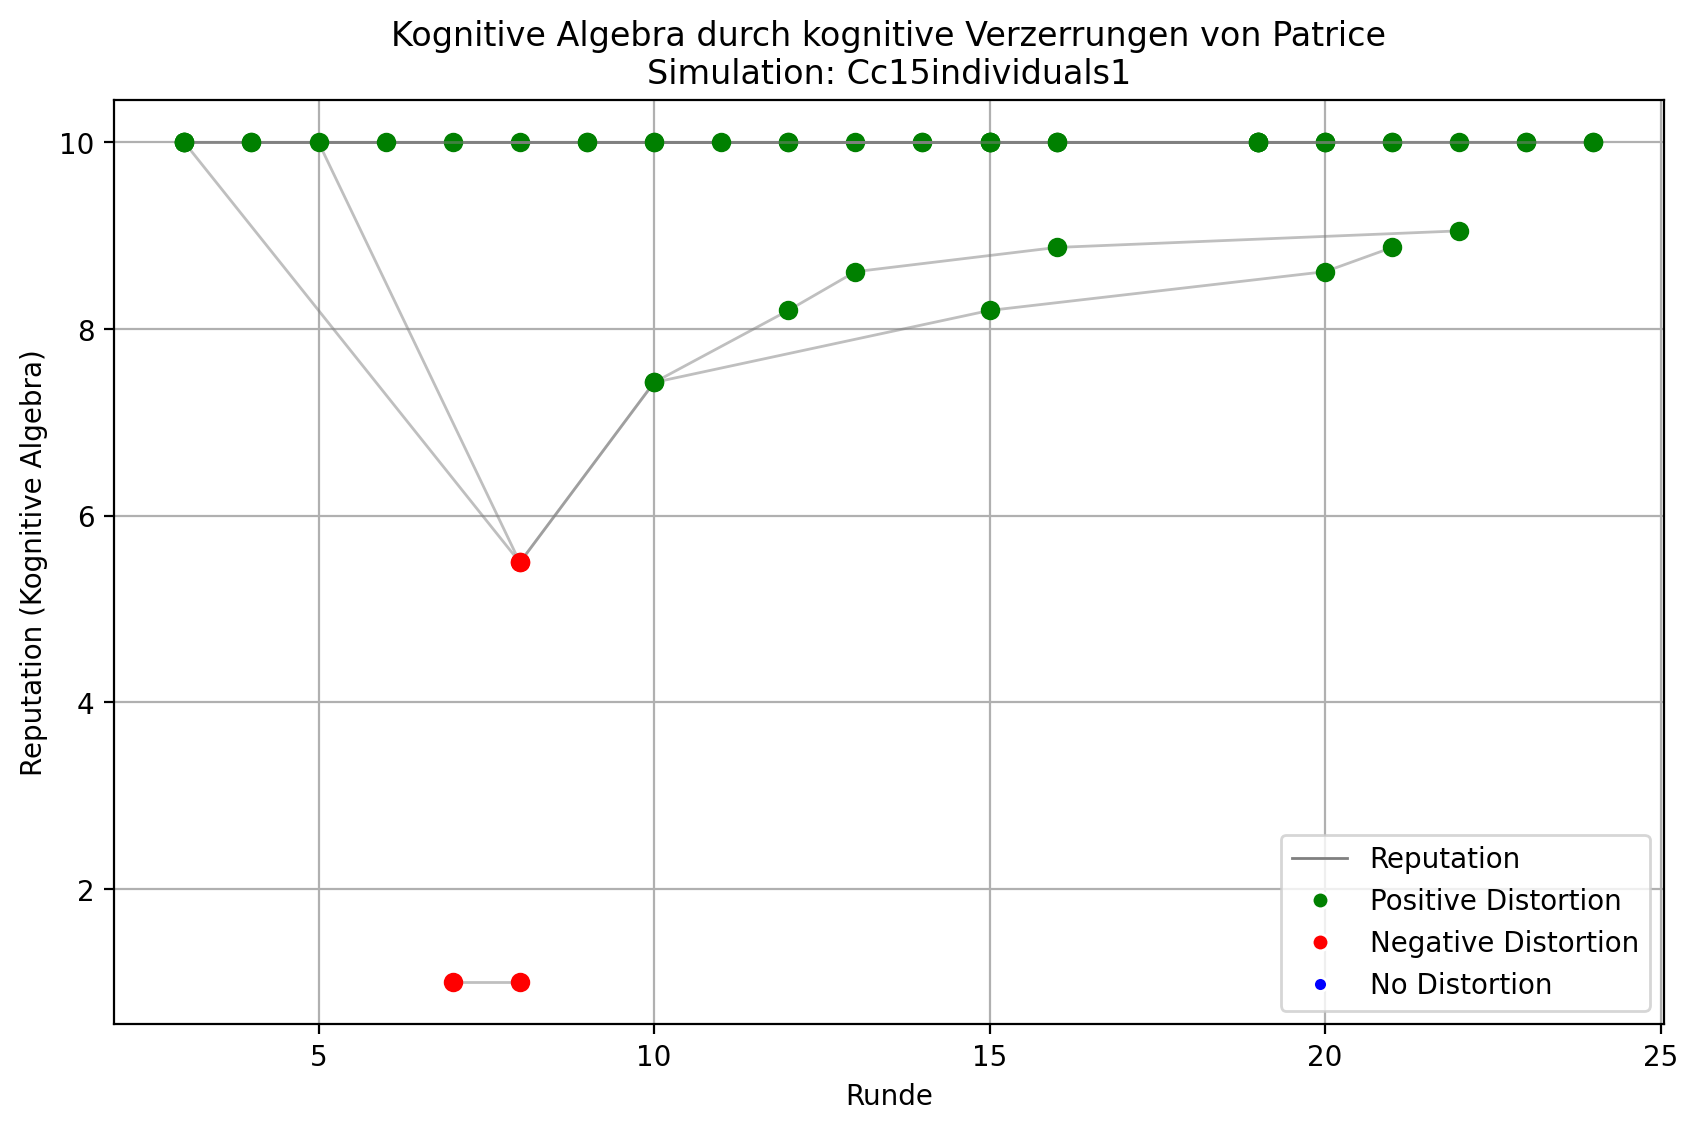 Kognitive Algebra durch kognitive Verzerrungen von Patrice
Simulation: Cc15individuals1
Reputation (Kognitive Algebra)
10
8
6
4
2
Reputation
Positive Distortion
Negative Distortion
No Distortion
5
10
15
20
25
Runde